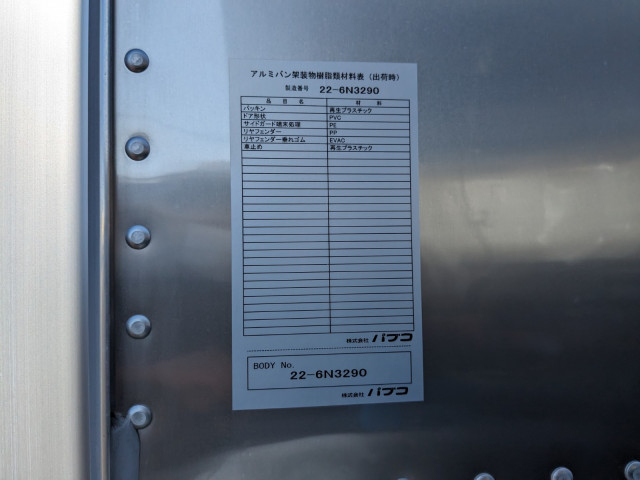 アルミバン架装物樹脂類材料表（出荷時）
製造番号 22-6N3290
品目名 材料
パッキン 再生プラスチック
ドア形状 PVC
サイドガード端末処理 PE
リヤフェンダー PP
リヤフェンダー垂れゴム EVAC
車止め 再生プラスチック
株式会社 パブコ
BODY No.
22-6N3290
株式会社 パブコ